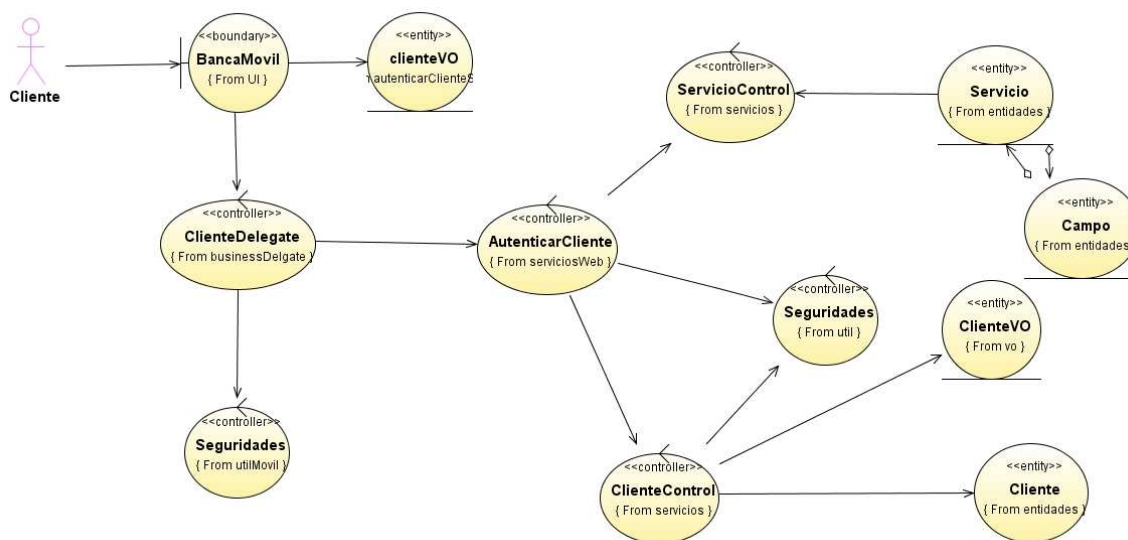 Cliente
<<boundary>>
BancaMovil
{ From UI }
<<entity>>
clienteVO
autenticarClienteS
<<controller>>
ServicioControl
{ From servicios }
<<entity>>
Servicio
{ From entidades }
<<entity>>
Campo
{ From entidades
<<controller>>
ClienteDelegate
{ From businessDelgate }
<<controller>>
AutenticarCliente
{ From serviciosWeb }
<<controller>>
Seguridades
{ From util }
<<entity>>
ClienteVO
{ From vo }
<<controller>>
Seguridades
{ From utilMovil }
<<controller>>
ClienteControl
{ From servicios }
<<entity>>
Cliente
{ From entidades }